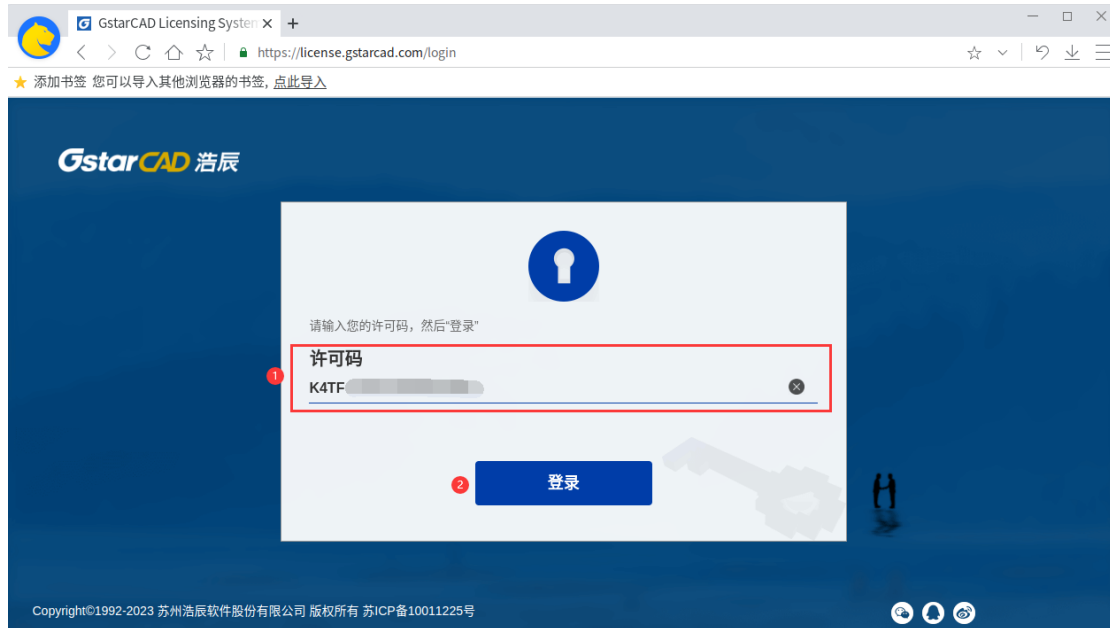 GstarCAD Licensing System
https://license.gstarcad.com/login
添加书签 您可以导入其他浏览器的书签, 点此导入
GstarCAD 浩辰
请输入您的许可码，然后“登录”
许可码
1
K4TF
2
登录
Copyright©1992-2023 苏州浩辰软件股份有限公司 版权所有 苏ICP备10011225号